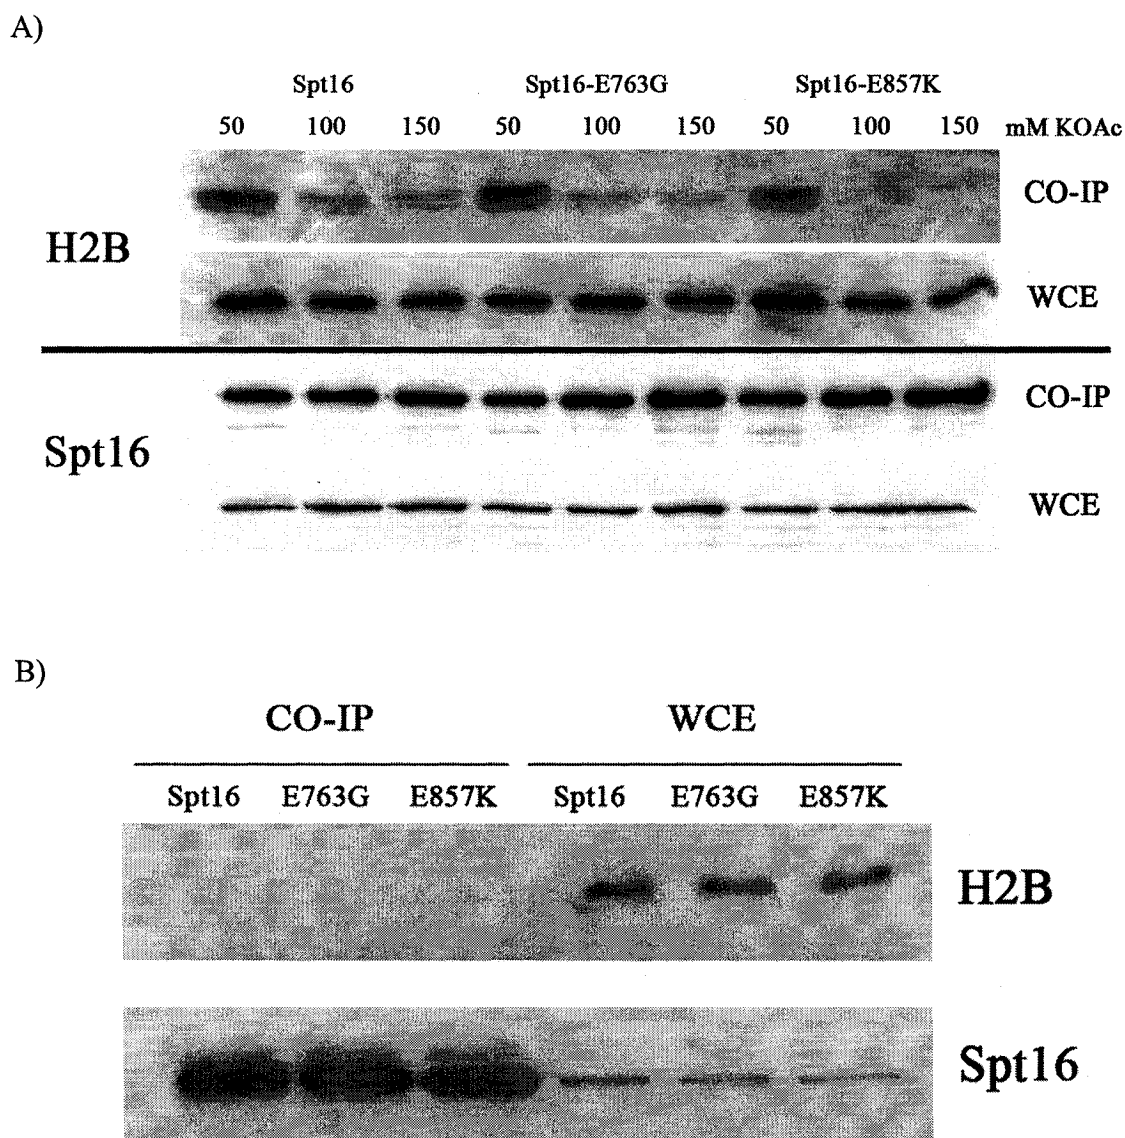 A)
Spt16 Spt16-E763G Spt16-E857K
50 100 150 50 100 150 50 100 150 mM KOAc
CO-IP
H2B
WCE
CO-IP
Spt16
WCE
B)
CO-IP WCE
Spt16 E763G E857K Spt16 E763G E857K
H2B
Spt16